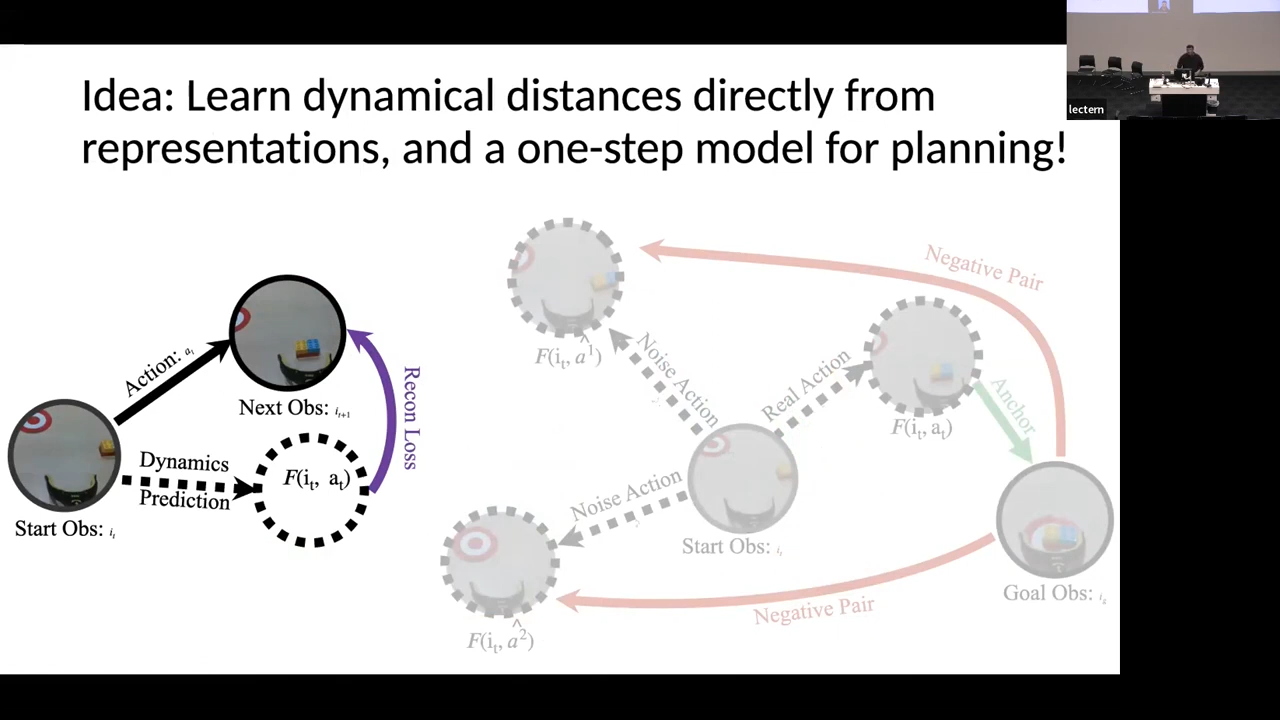 lectern
Idea: Learn dynamical distances directly from
representations, and a one-step model for planning!
Action: aₜ
Next Obs: iₜ₊₁
Recon Loss
Dynamics
Prediction
F(iₜ, aₜ)
Start Obs: iₜ
Negative Pair
F(iₜ, â¹)
Noise Action
Real Action
F(iₜ, aₜ)
Anchor
Noise Action
Start Obs: iₜ
Goal Obs: i
Negative Pair
F(iₜ, â²)